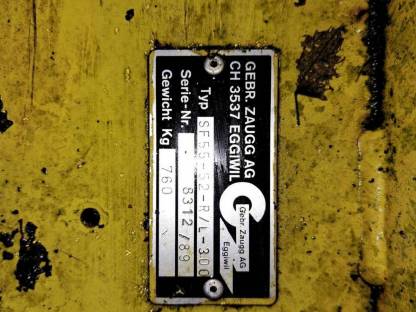 GEBR. ZAUGG AG
CH 3537 EGGIWIL
Gebr. Zaugg AG
Eggiwil
Typ SF55-52-R/L-300
Serie-Nr. 8312/89
Gewicht Kg 760